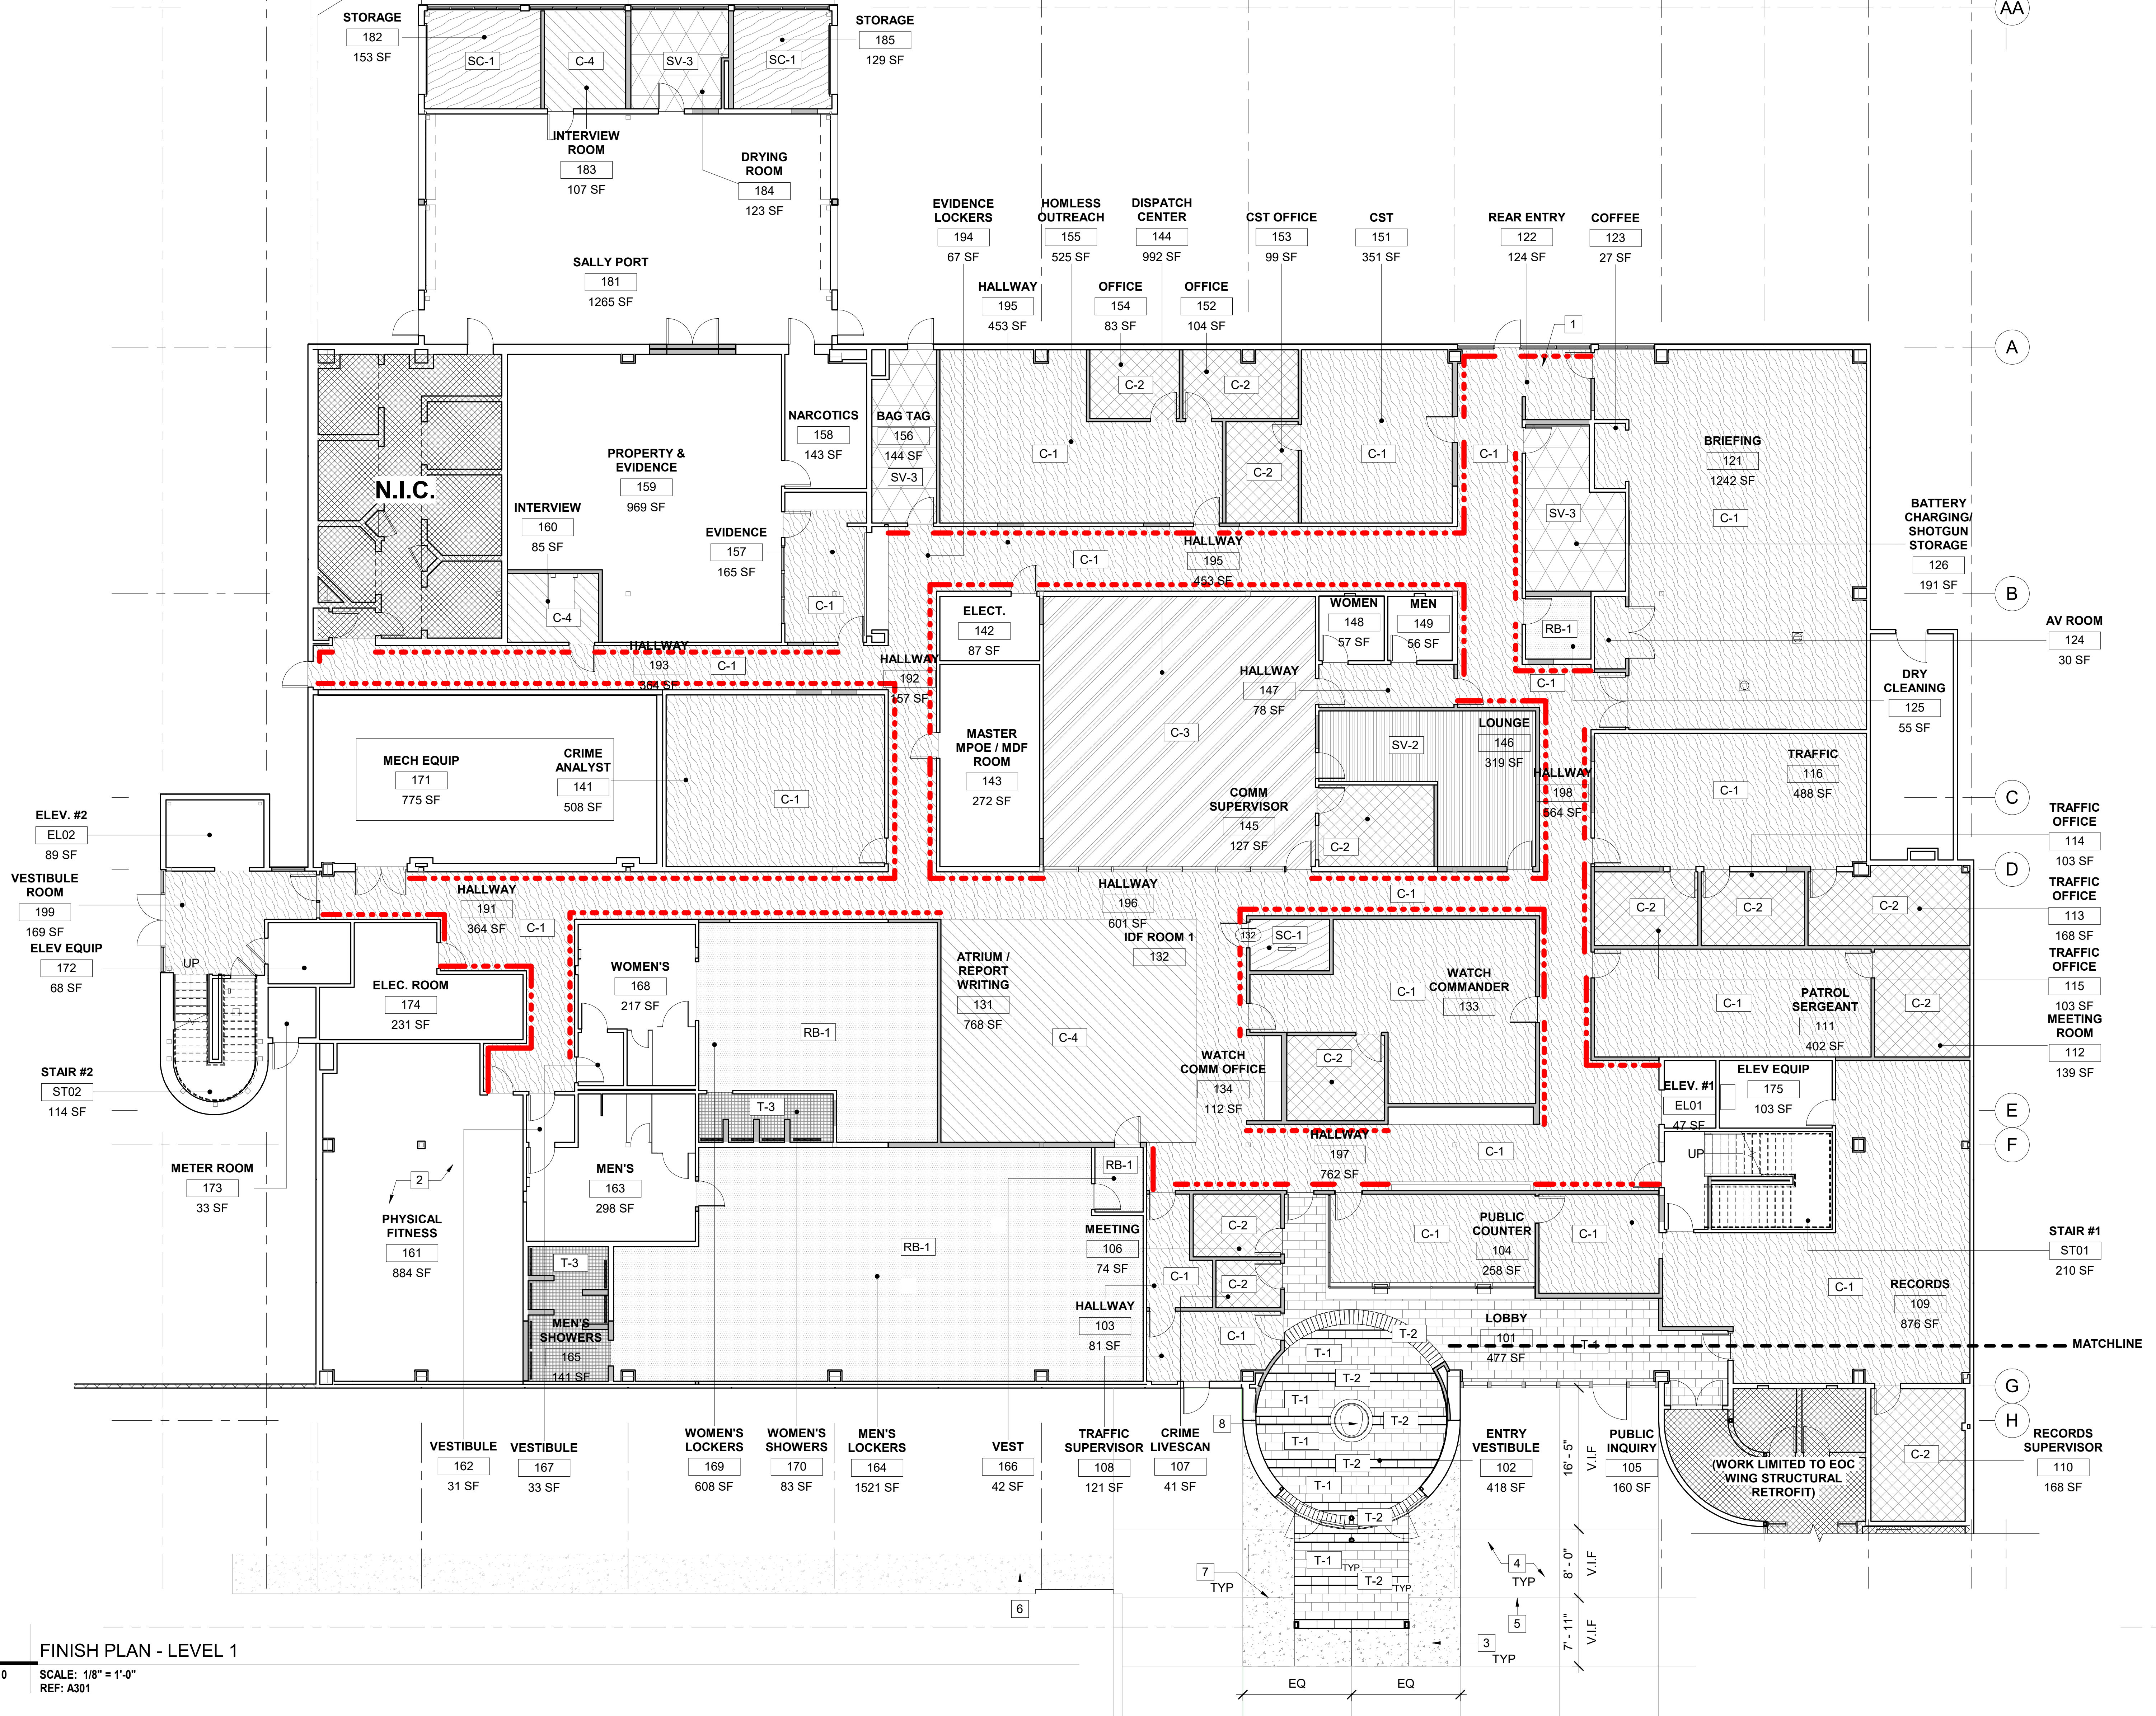 AA
STORAGE
182
153 SF
SC-1
C-4
SV-3
SC-1
STORAGE
185
129 SF
INTERVIEW
ROOM
183
107 SF
DRYING
ROOM
184
123 SF
SALLY PORT
181
1265 SF
EVIDENCE
LOCKERS
194
67 SF
HOMLESS
OUTREACH
155
525 SF
DISPATCH
CENTER
144
992 SF
CST OFFICE
153
99 SF
CST
151
351 SF
REAR ENTRY
122
124 SF
COFFEE
123
27 SF
HALLWAY
195
453 SF
OFFICE
154
83 SF
OFFICE
152
104 SF
1
A
N.I.C.
PROPERTY &
EVIDENCE
159
969 SF
NARCOTICS
158
143 SF
BAG TAG
156
144 SF
SV-3
C-1
C-2
C-2
C-2
C-1
C-1
BRIEFING
121
1242 SF
C-1
SV-3
BATTERY
CHARGING/
SHOTGUN
STORAGE
126
191 SF
INTERVIEW
160
85 SF
C-4
EVIDENCE
157
165 SF
C-1
HALLWAY
195
453 SF
C-1
B
ELECT.
142
87 SF
WOMEN
148
57 SF
MEN
149
56 SF
RB-1
AV ROOM
124
30 SF
HALLWAY
193
364 SF
C-1
HALLWAY
192
157 SF
HALLWAY
147
78 SF
C-1
DRY
CLEANING
125
55 SF
MECH EQUIP
171
775 SF
CRIME
ANALYST
141
508 SF
C-1
MASTER
MPOE / MDF
ROOM
143
272 SF
C-3
SV-2
LOUNGE
146
319 SF
HALLWAY
198
564 SF
TRAFFIC
116
488 SF
C-1
C
COMM
SUPERVISOR
145
127 SF
C-2
ELEV. #2
EL02
89 SF
TRAFFIC
OFFICE
114
103 SF
D
VESTIBULE
ROOM
199
169 SF
HALLWAY
191
364 SF
C-1
HALLWAY
196
601 SF
C-1
C-2
C-2
C-2
TRAFFIC
OFFICE
113
168 SF
ELEV EQUIP
172
68 SF
UP
ELEC. ROOM
174
231 SF
WOMEN'S
168
217 SF
RB-1
ATRIUM /
REPORT
WRITING
131
768 SF
C-4
IDF ROOM 1
132
132
SC-1
WATCH
COMMANDER
133
C-1
PATROL
SERGEANT
111
402 SF
C-1
C-2
TRAFFIC
OFFICE
115
103 SF
MEETING
ROOM
112
139 SF
STAIR #2
ST02
114 SF
WATCH
COMM OFFICE
134
112 SF
C-2
ELEV. #1
EL01
47 SF
ELEV EQUIP
175
103 SF
E
T-3
HALLWAY
197
762 SF
C-1
UP
F
METER ROOM
173
33 SF
2
PHYSICAL
FITNESS
161
884 SF
MEN'S
163
298 SF
RB-1
RB-1
MEETING
106
74 SF
C-2
C-1
PUBLIC
COUNTER
104
258 SF
C-1
STAIR #1
ST01
210 SF
T-3
C-1
C-2
HALLWAY
103
81 SF
C-1
RECORDS
109
876 SF
MEN'S
SHOWERS
165
141 SF
C-1
LOBBY
101
477 SF
T-1
MATCHLINE
T-1
T-2
T-2
T-1
T-2
T-1
T-2
T-1
T-2
G
H
8
VESTIBULE
162
31 SF
VESTIBULE
167
33 SF
WOMEN'S
LOCKERS
169
608 SF
WOMEN'S
SHOWERS
170
83 SF
MEN'S
LOCKERS
164
1521 SF
VEST
166
42 SF
TRAFFIC
SUPERVISOR
108
121 SF
CRIME
LIVESCAN
107
41 SF
ENTRY
VESTIBULE
102
418 SF
16' - 5"
V.I.F
PUBLIC
INQUIRY
105
160 SF
(WORK LIMITED TO EOC
WING STRUCTURAL
RETROFIT)
C-2
RECORDS
SUPERVISOR
110
168 SF
T-1
TYP.
T-2
TYP.
7
TYP
4
TYP
8' - 0"
V.I.F
6
5
3
TYP
7' - 11"
V.I.F
EQ
EQ
FINISH PLAN - LEVEL 1
0
SCALE: 1/8" = 1'-0"
REF: A301